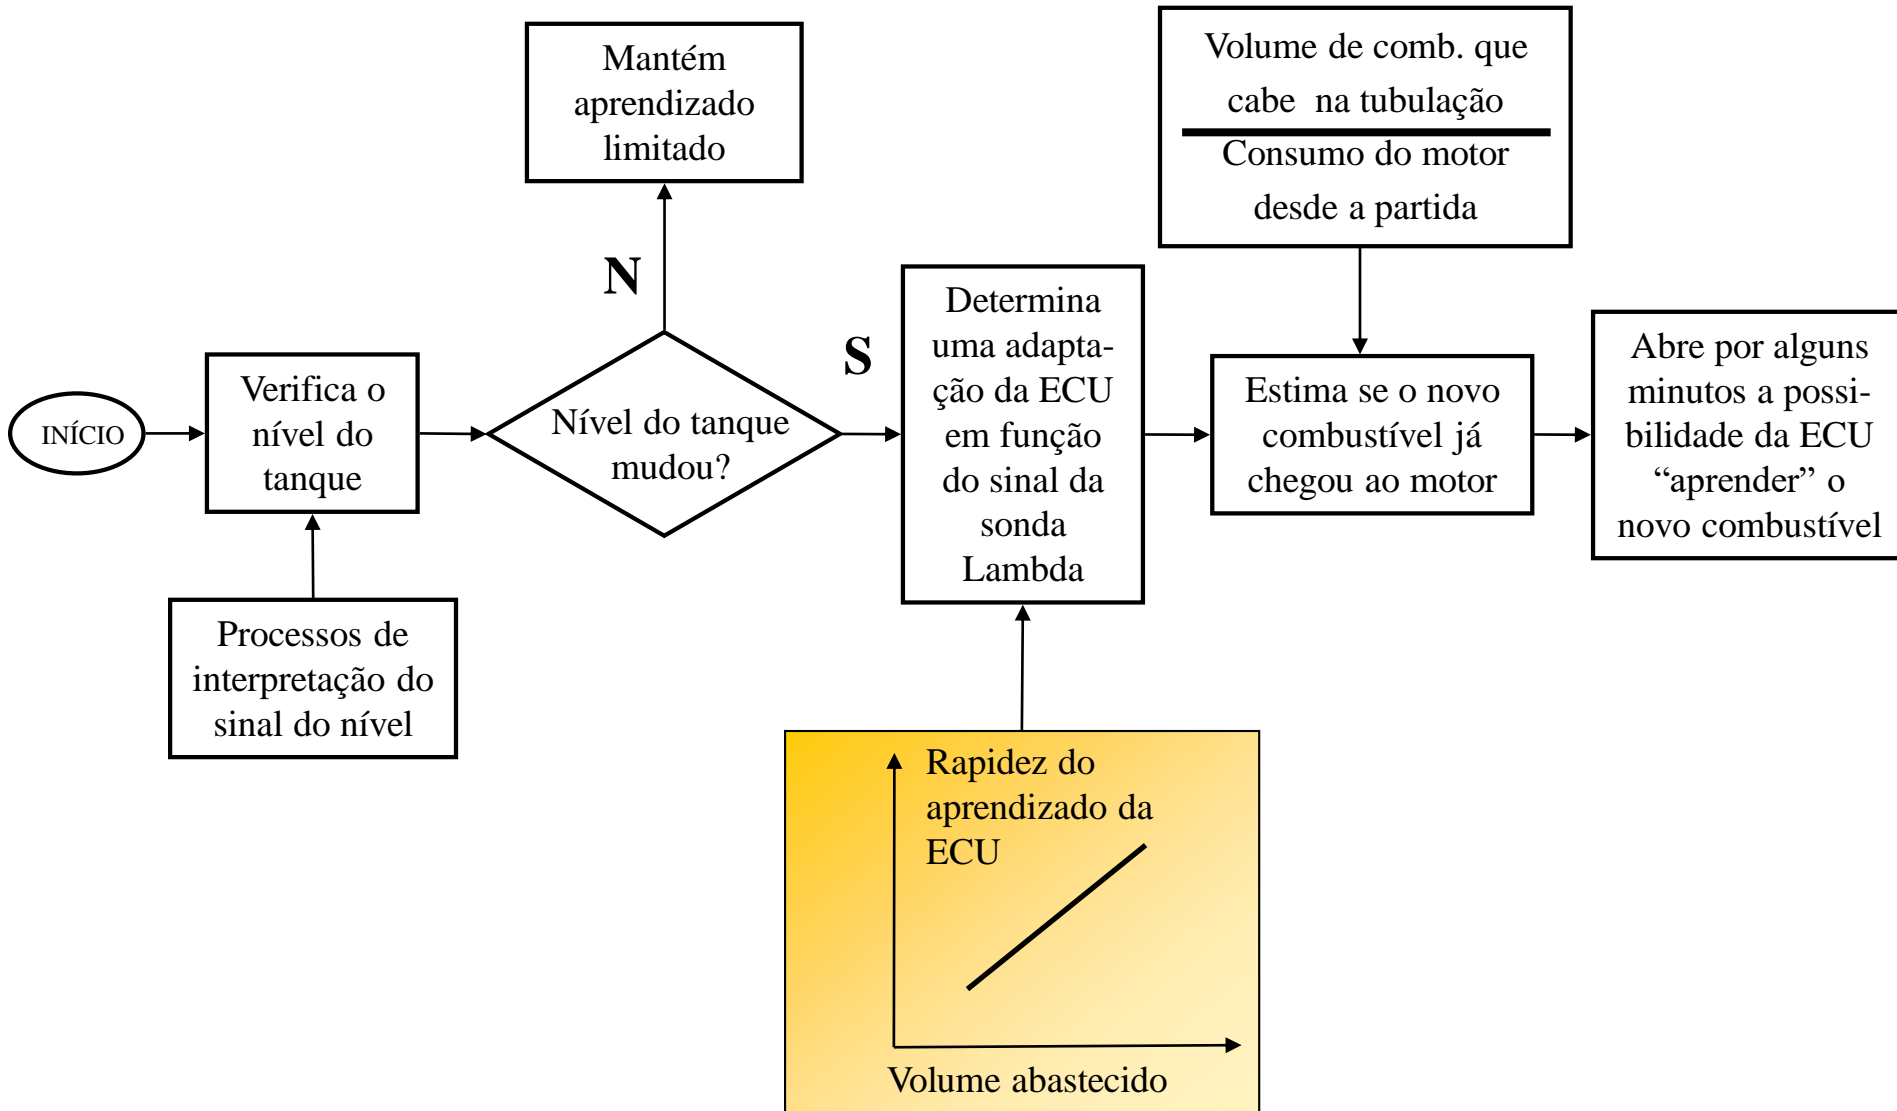 INÍCIO
Verifica o
nível do
tanque
Processos de
interpretação do
sinal do nível
Nível do tanque
mudou?
N
Mantém
aprendizado
limitado
S
Determina
uma adapta-
ção da ECU
em função
do sinal da
sonda
Lambda
Rapidez do
aprendizado da
ECU
Volume abastecido
Volume de comb. que
cabe na tubulação
Consumo do motor
desde a partida
Estima se o novo
combustível já
chegou ao motor
Abre por alguns
minutos a possi-
bilidade da ECU
“aprender” o
novo combustível